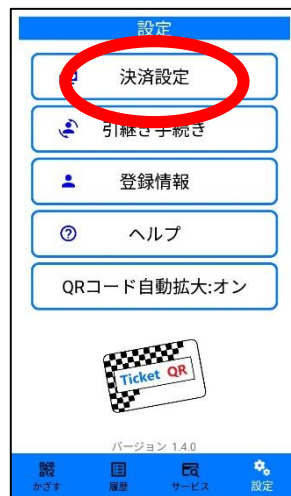 設定
決済設定
引継ぎ手続き
登録情報
ヘルプ
QRコード自動拡大:オン
Ticket QR
バージョン 1.4.0
かざす 履歴 サービス 設定